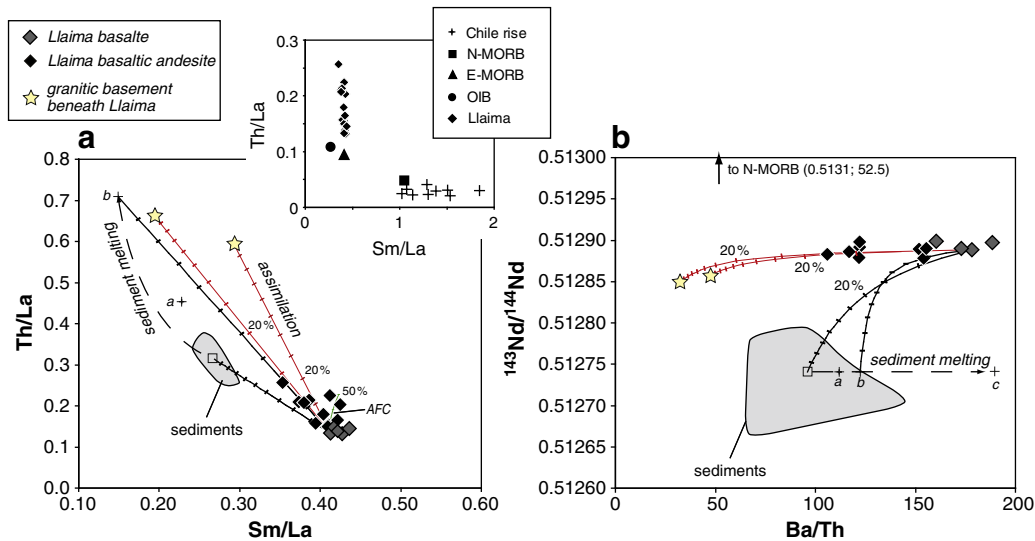 Llaima basalte
Llaima basaltic andesite
granitic basement
beneath Llaima
Chile rise
N-MORB
E-MORB
OIB
Llaima
0.3
0.2
0.1
0
Th/La
0
1
2
Sm/La
a
0.8
0.7
0.6
0.5
0.4
0.3
0.2
0.1
0.0
Th/La
b
a
sediment melting
assimilation
20%
20%
50%
AFC
sediments
0.10
0.20
0.30
0.40
0.50
0.60
Sm/La
b
0.51300
0.51295
0.51290
0.51285
0.51280
0.51275
0.51270
0.51265
0.51260
143Nd/144Nd
to N-MORB (0.5131; 52.5)
20%
20%
20%
sediment melting
a
b
c
sediments
0
50
100
150
200
Ba/Th